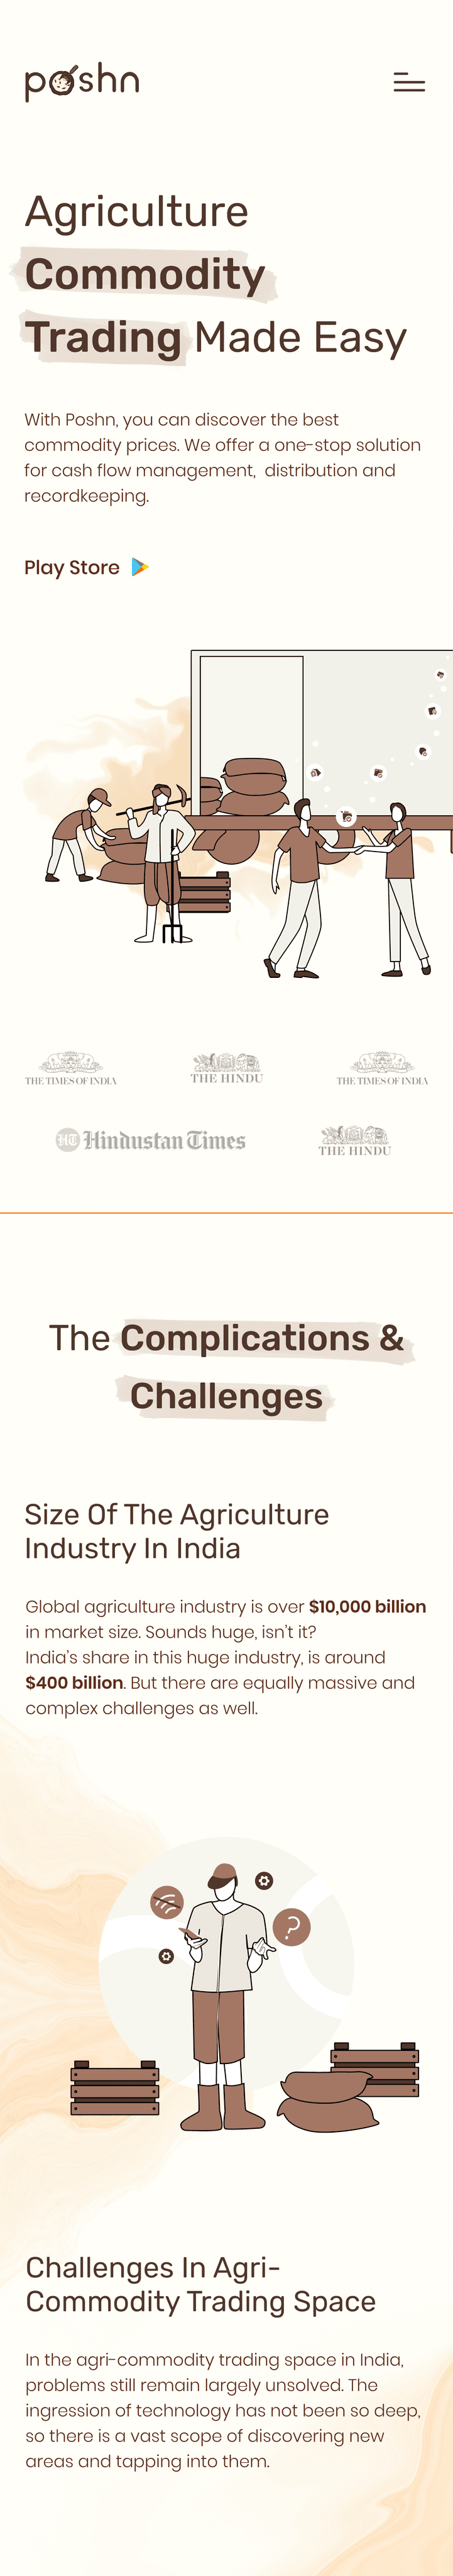 poshn
Agriculture
Commodity
Trading Made Easy
With Poshn, you can discover the best
commodity prices. We offer a one-stop solution
for cash flow management, distribution and
recordkeeping.
Play Store
THE TIMES OF INDIA
THE HINDU
THE TIMES OF INDIA
HT Hindustan Times
THE HINDU
The Complications &
Challenges
Size Of The Agriculture
Industry In India
Global agriculture industry is over $10,000 billion
in market size. Sounds huge, isn't it?
India's share in this huge industry, is around
$400 billion. But there are equally massive and
complex challenges as well.
?
Challenges In Agri-
Commodity Trading Space
In the agri-commodity trading space in India,
problems still remain largely unsolved. The
ingression of technology has not been so deep,
so there is a vast scope of discovering new
areas and tapping into them.